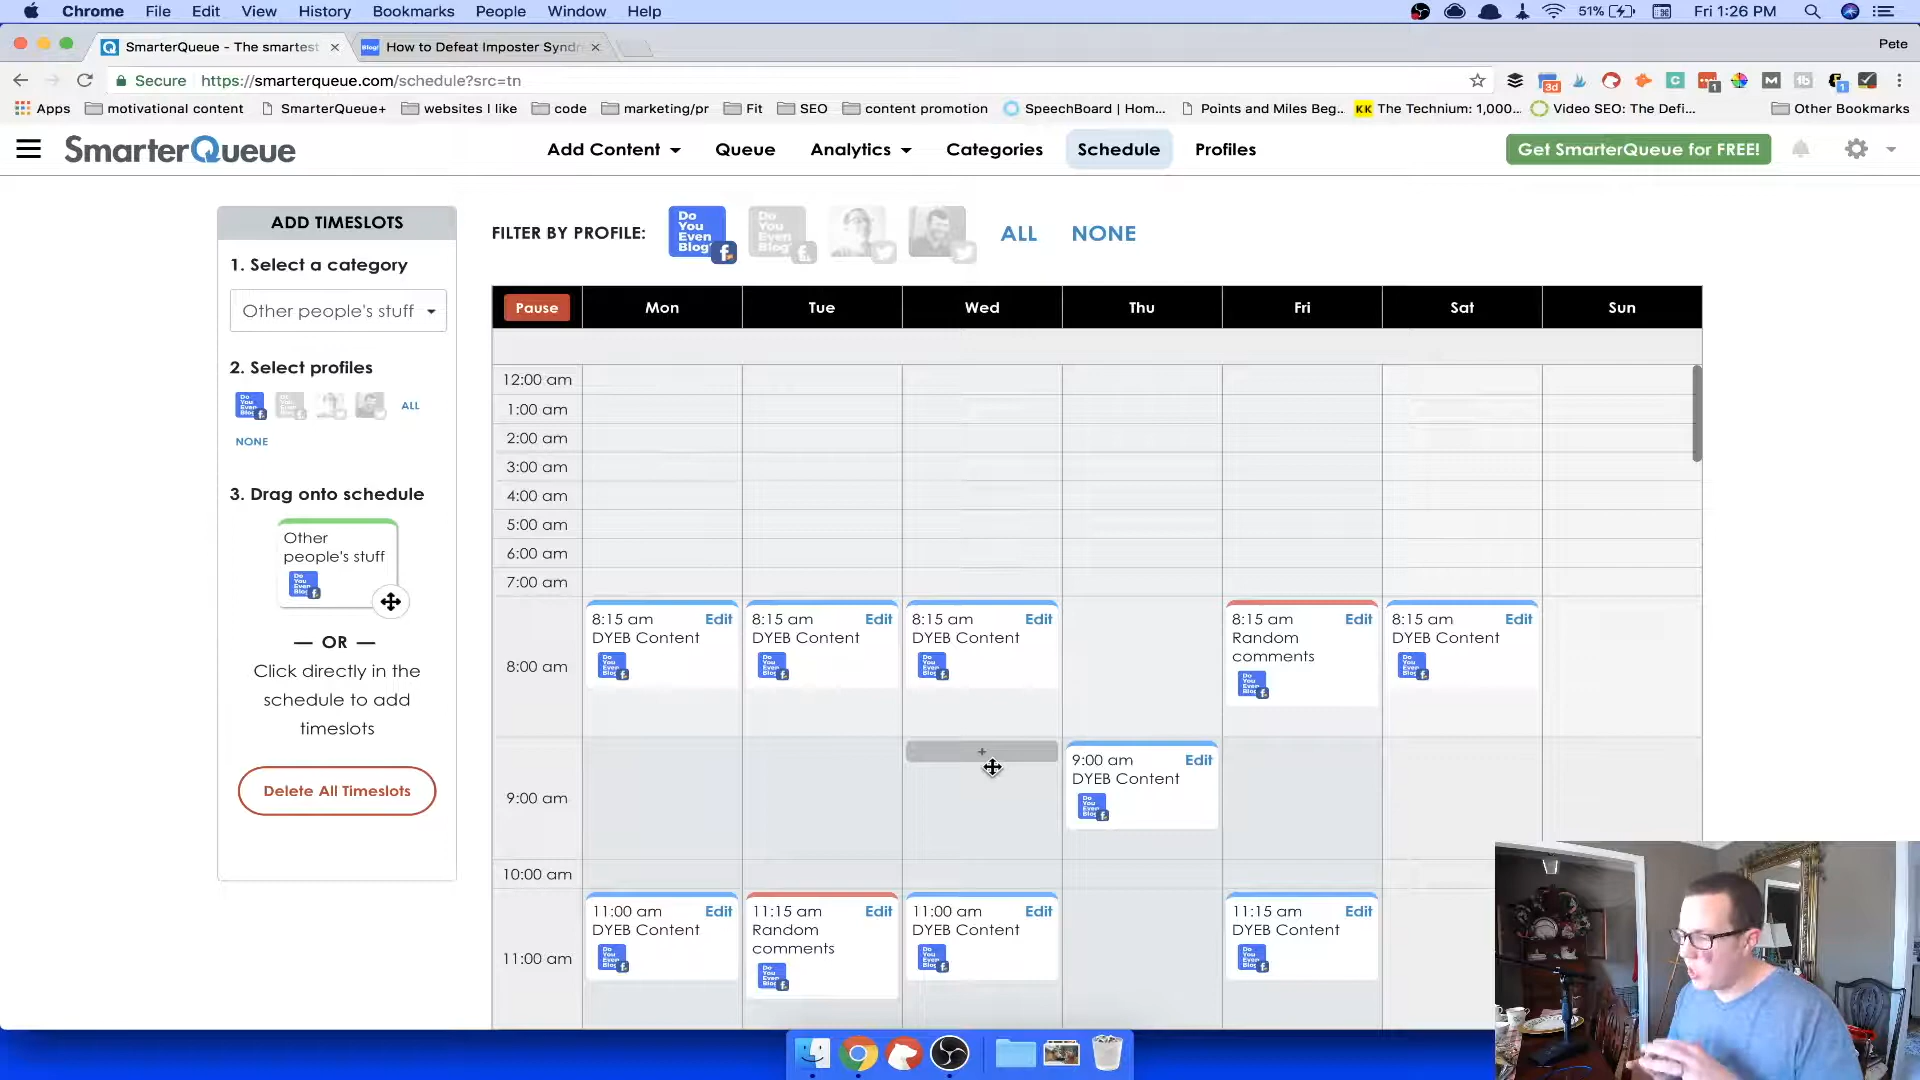 Chrome File Edit View History Bookmarks People Window Help 51% Fri 1:26 PM
SmarterQueue - The smartest How to Defeat Imposter Syndr Pete
Secure https://smarterqueue.com/schedule?src=tn
Apps motivational content SmarterQueue+ websites I like code marketing/pr Fit SEO content promotion SpeechBoard | Hom... Points and Miles Beg... KK The Technium: 1,000... Video SEO: The Defi... Other Bookmarks
SmarterQueue Add Content Queue Analytics Categories Schedule Profiles Get SmarterQueue for FREE!
ADD TIMESLOTS
1. Select a category
Other people's stuff
2. Select profiles
ALL
NONE
3. Drag onto schedule
Other
people's stuff
— OR —
Click directly in the
schedule to add
timeslots
Delete All Timeslots
FILTER BY PROFILE: ALL NONE
Do
You
Even
Blog
Do
You
Even
Blog
Pause Mon Tue Wed Thu Fri Sat Sun
12:00 am
1:00 am
2:00 am
3:00 am
4:00 am
5:00 am
6:00 am
7:00 am
8:00 am
8:15 am Edit
DYEB Content
8:15 am Edit
DYEB Content
8:15 am Edit
DYEB Content
8:15 am Edit
Random
comments
8:15 am Edit
DYEB Content
9:00 am
+
9:00 am Edit
DYEB Content
10:00 am
11:00 am
11:00 am Edit
DYEB Content
11:15 am Edit
Random
comments
11:00 am Edit
DYEB Content
11:15 am Edit
DYEB Content